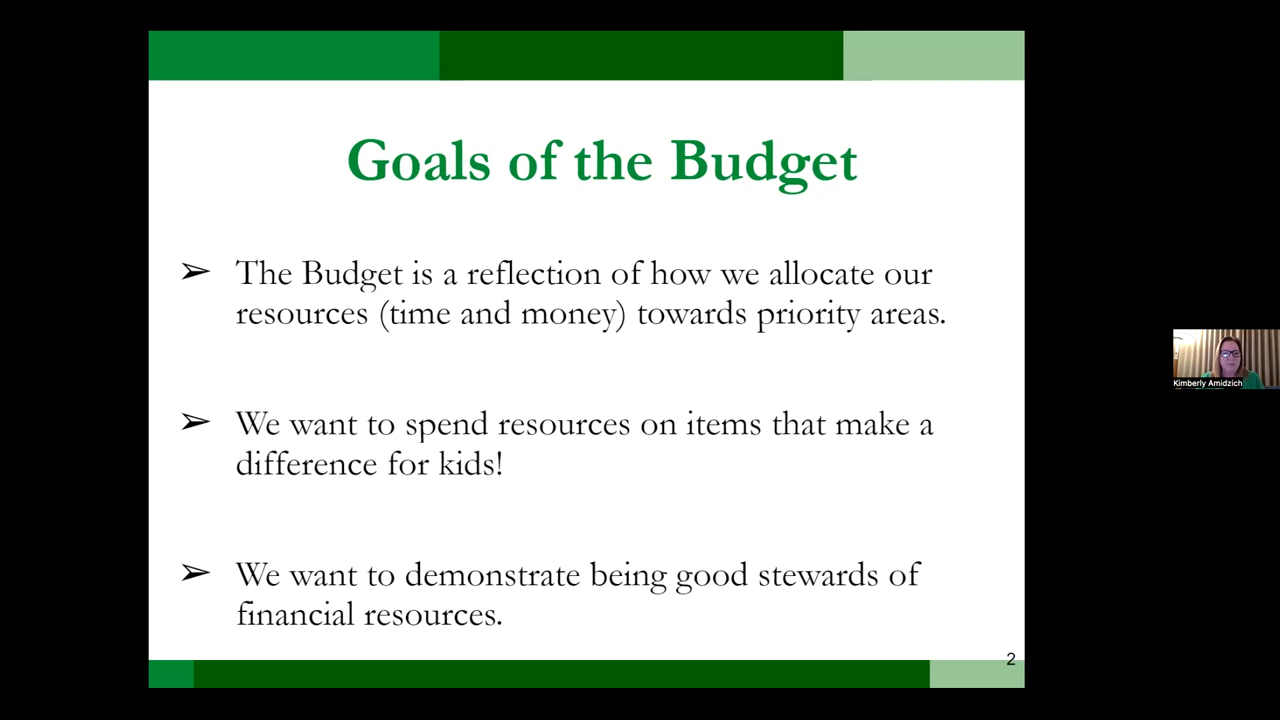 Goals of the Budget
➢ The Budget is a reflection of how we allocate our
resources (time and money) towards priority areas.
➢ We want to spend resources on items that make a
difference for kids!
➢ We want to demonstrate being good stewards of
financial resources.
2
Kimberly Amidzich